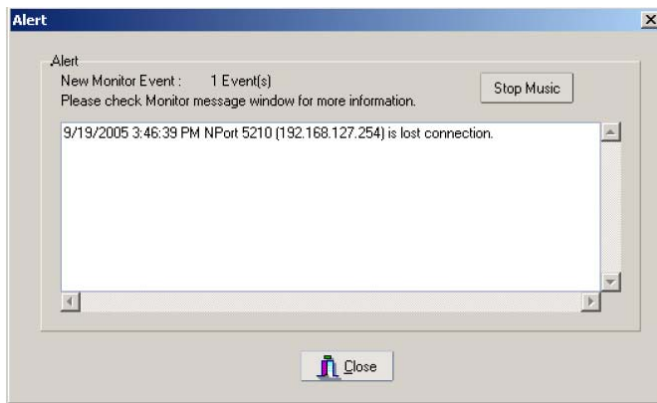 Alert
Alert
New Monitor Event : 1 Event(s)
Please check Monitor message window for more information.
Stop Music
9/19/2005 3:46:39 PM NPort 5210 (192.168.127.254) is lost connection.
Close